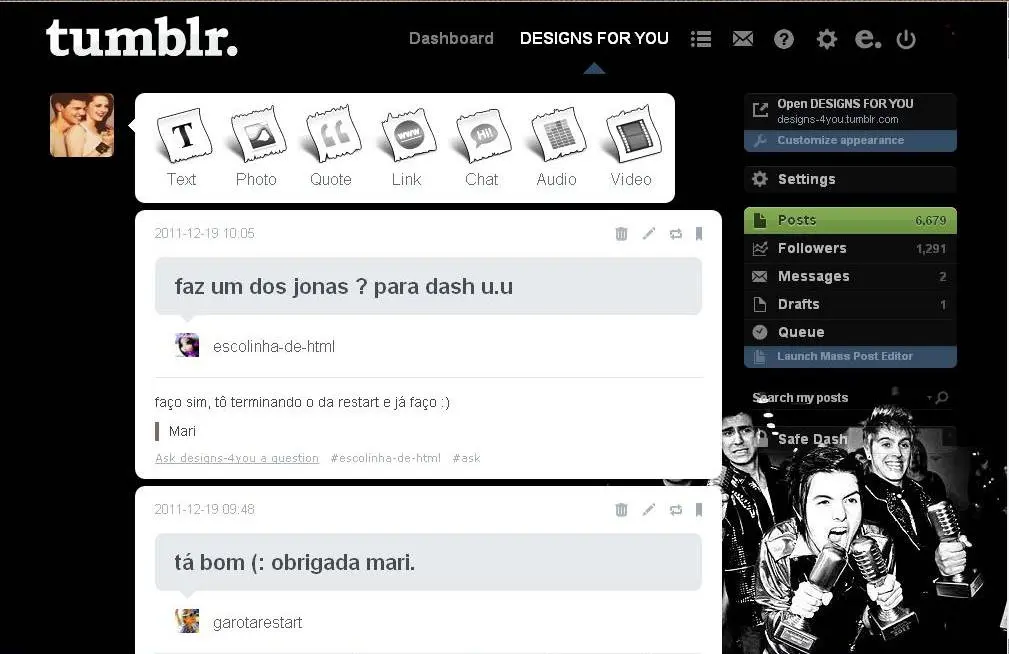 tumblr.
Dashboard DESIGNS FOR YOU e.
T www Hi!
Text Photo Quote Link Chat Audio Video
2011-12-19 10:05
faz um dos jonas ? para dash u.u
escolinha-de-html
faço sim, tô terminando o da restart e já faço :)
Mari
Ask designs-4you a question #escolinha-de-html #ask
2011-12-19 09:48
tá bom (: obrigada mari.
garotarestart
Open DESIGNS FOR YOU
designs-4you.tumblr.com
Customize appearance
Settings
Posts 6,679
Followers 1,291
Messages 2
Drafts 1
Queue
Launch Mass Post Editor
Search my posts
Safe Dash